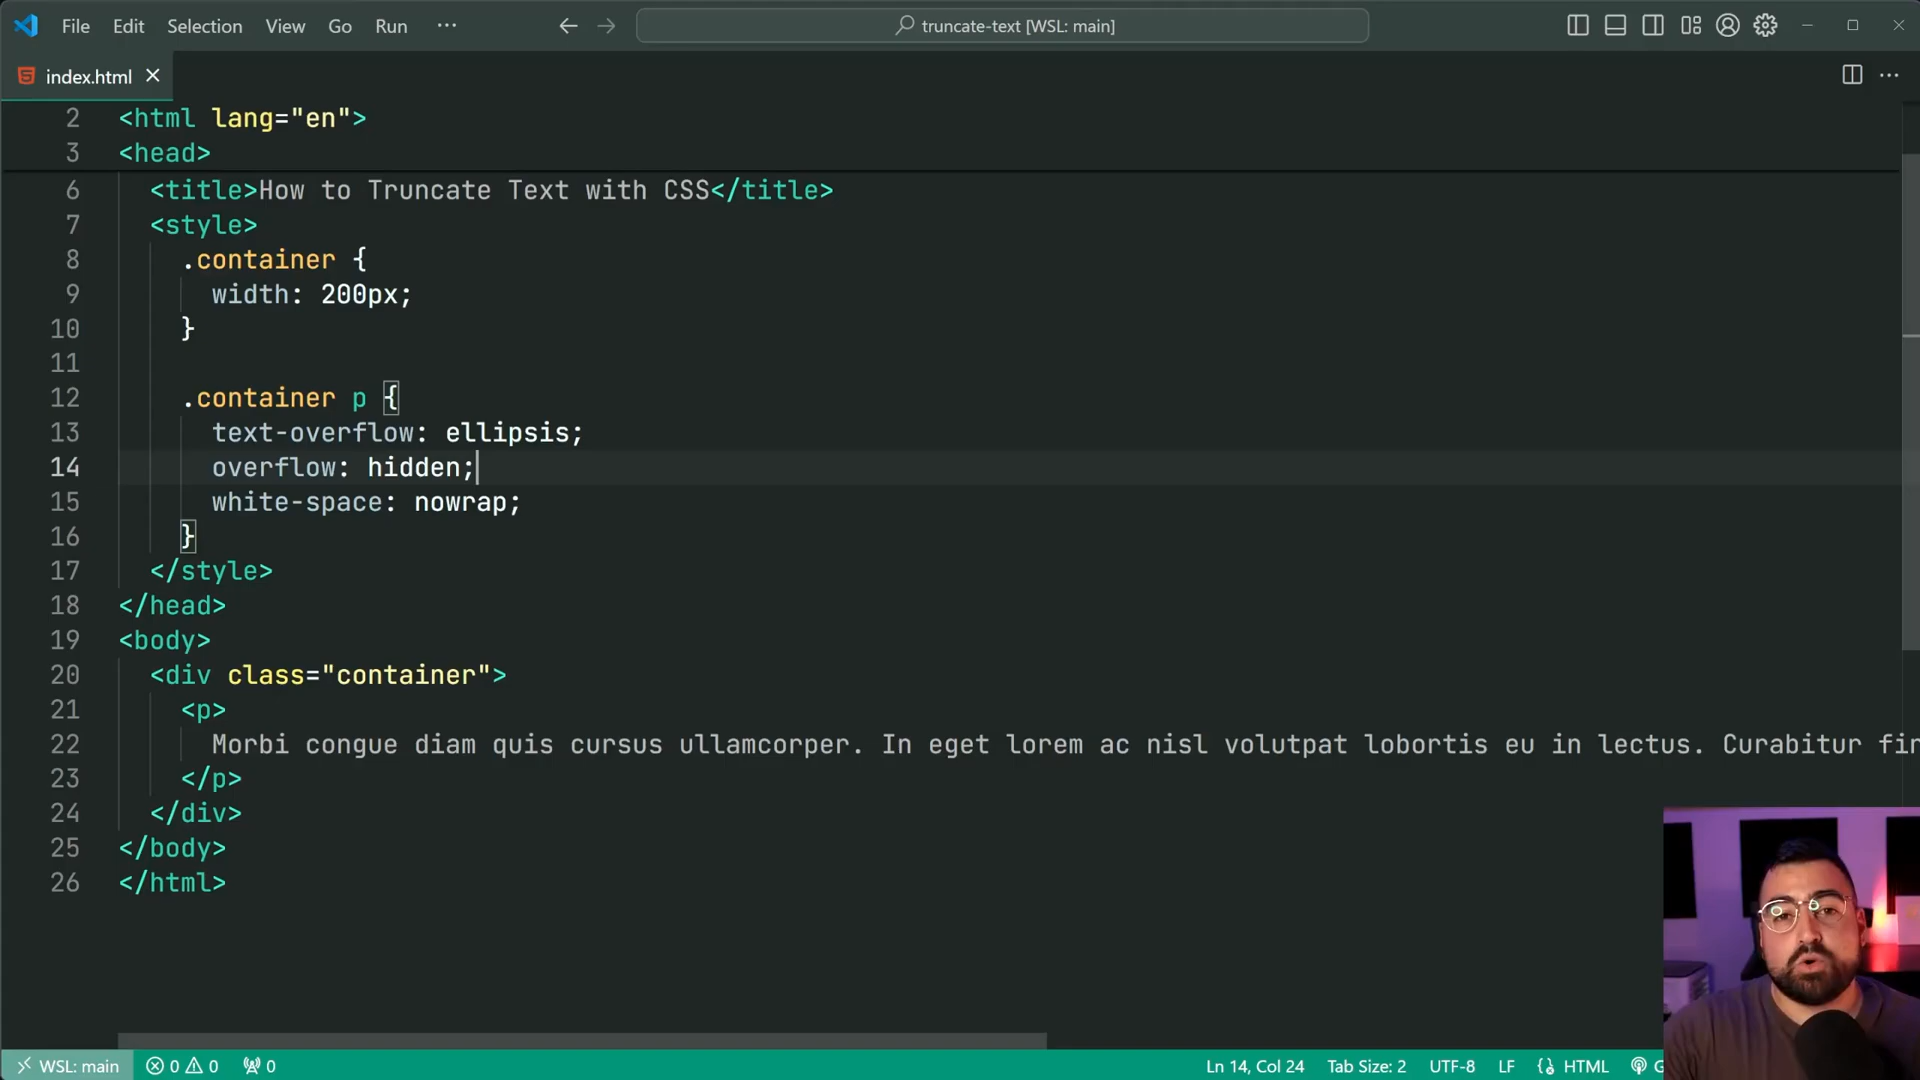 File Edit Selection View Go Run ···
truncate-text [WSL: main]
index.html
2 <html lang="en">
3 <head>
6 <title>How to Truncate Text with CSS</title>
7 <style>
8 .container {
9 width: 200px;
10 }
11
12 .container p {
13 text-overflow: ellipsis;
14 overflow: hidden;
15 white-space: nowrap;
16 }
17 </style>
18 </head>
19 <body>
20 <div class="container">
21 <p>
22 Morbi congue diam quis cursus ullamcorper. In eget lorem ac nisl volutpat lobortis eu in lectus. Curabitur fin
23 </p>
24 </div>
25 </body>
26 </html>
WSL: main 0 0 0 Ln 14, Col 24 Tab Size: 2 UTF-8 LF HTML G